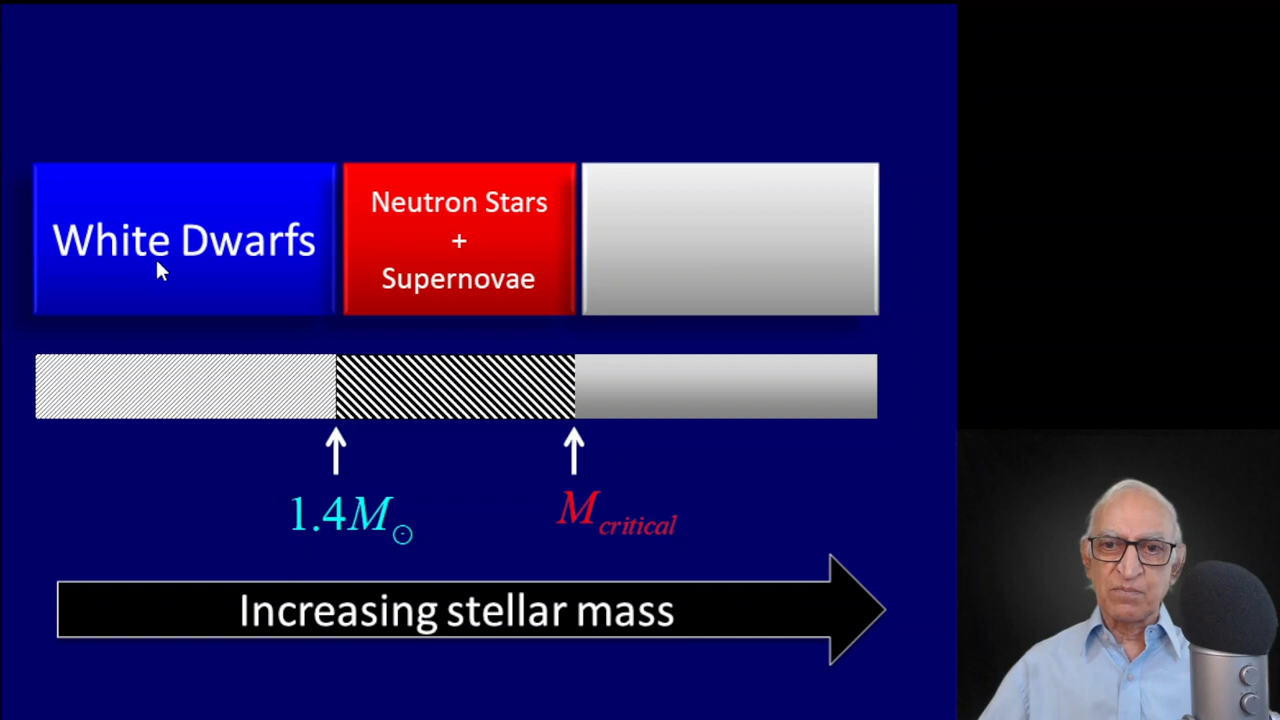 White Dwarfs
Neutron Stars
+
Supernovae
1.4M☉
Mcritical
Increasing stellar mass